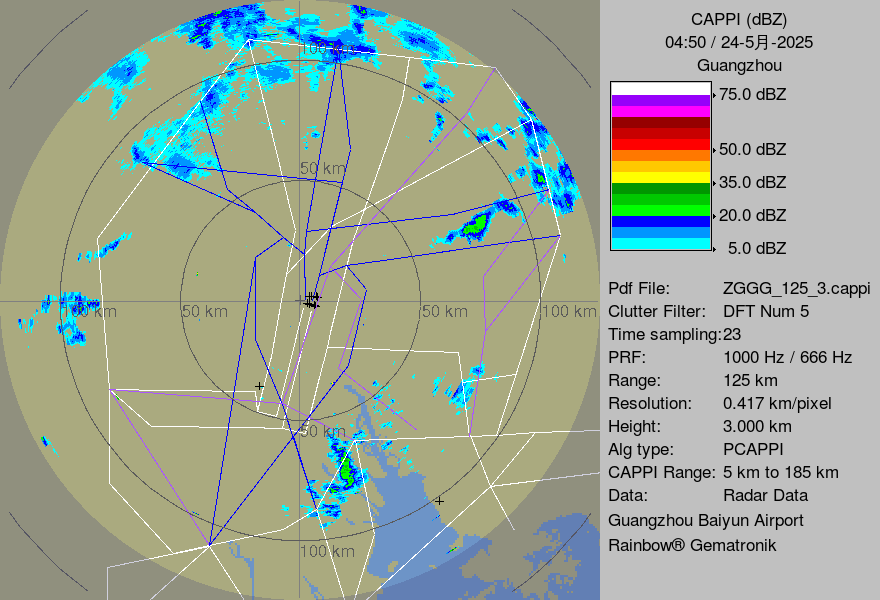 CAPPI (dBZ)
04:50 / 24-5月-2025
Guangzhou
75.0 dBZ
50.0 dBZ
35.0 dBZ
20.0 dBZ
5.0 dBZ
Pdf File: ZGGG_125_3.cappi
Clutter Filter: DFT Num 5
Time sampling:23
PRF: 1000 Hz / 666 Hz
Range: 125 km
Resolution: 0.417 km/pixel
Height: 3.000 km
Alg type: PCAPPI
CAPPI Range: 5 km to 185 km
Data: Radar Data
Guangzhou Baiyun Airport
Rainbow® Gematronik
100 km
50 km
100 km
50 km
50 km
100 km
50 km
100 km